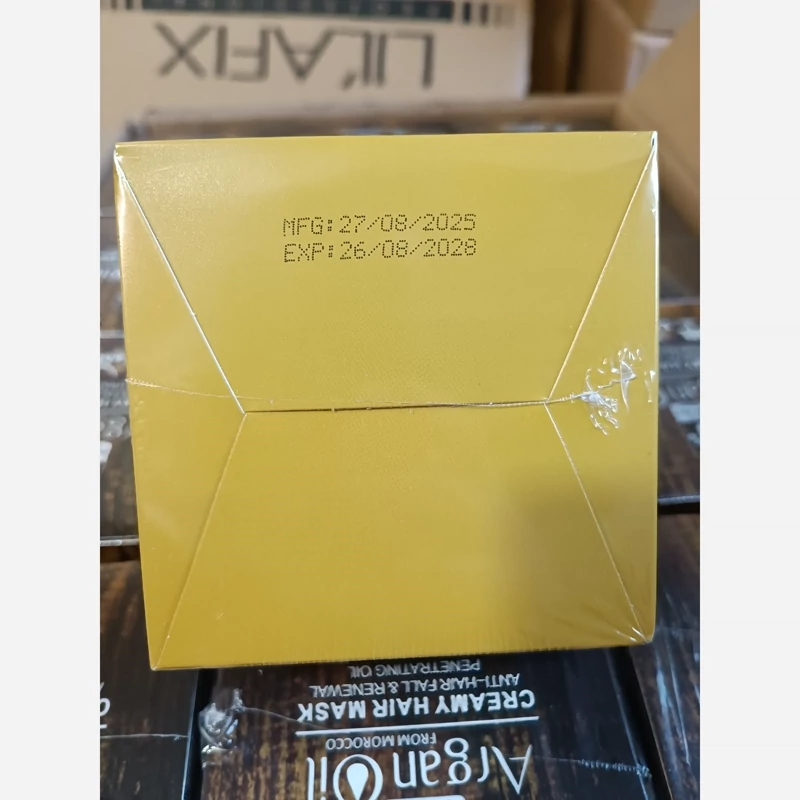 LIL'AFIX
MFG:27/08/2025
EXP:26/08/2028
Argan Oil
FROM MOROCCO
CREAMY HAIR MASK
ANTI-HAIR FALL & RENEWAL
PENETRATING OIL